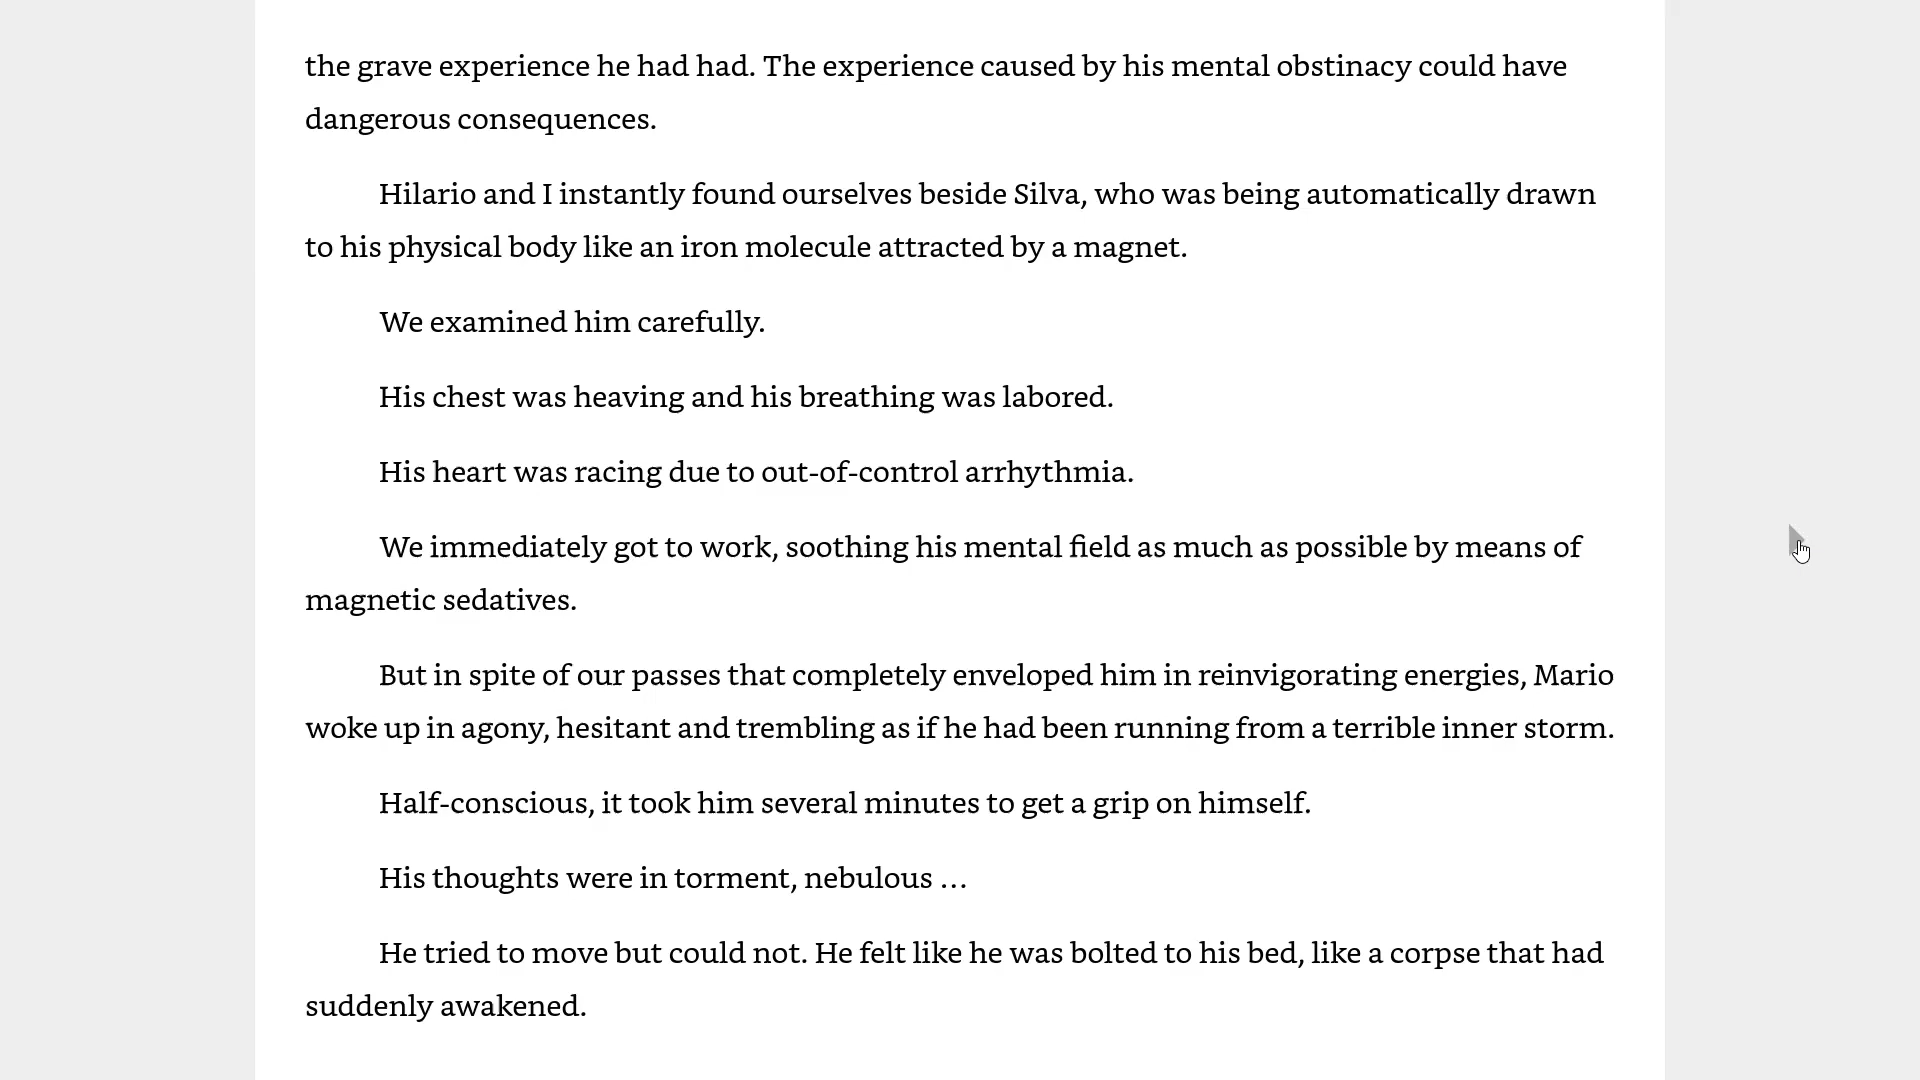 the grave experience he had had. The experience caused by his mental obstinacy could have
dangerous consequences.
Hilario and I instantly found ourselves beside Silva, who was being automatically drawn
to his physical body like an iron molecule attracted by a magnet.
We examined him carefully.
His chest was heaving and his breathing was labored.
His heart was racing due to out-of-control arrhythmia.
We immediately got to work, soothing his mental field as much as possible by means of
magnetic sedatives.
But in spite of our passes that completely enveloped him in reinvigorating energies, Mario
woke up in agony, hesitant and trembling as if he had been running from a terrible inner storm.
Half-conscious, it took him several minutes to get a grip on himself.
His thoughts were in torment, nebulous …
He tried to move but could not. He felt like he was bolted to his bed, like a corpse that had
suddenly awakened.